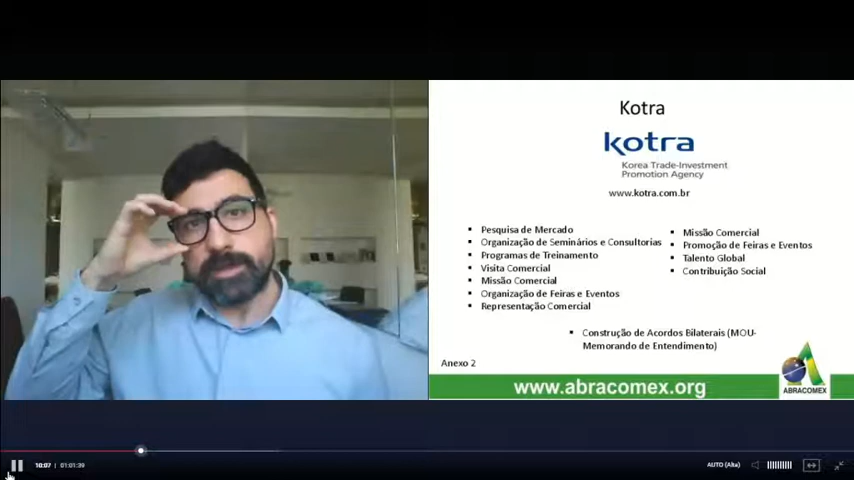 Kotra
kotra
Korea Trade-Investment
Promotion Agency
www.kotra.com.br
▪ Pesquisa de Mercado
▪ Organização de Seminários e Consultorias
▪ Programas de Treinamento
▪ Visita Comercial
▪ Missão Comercial
▪ Organização de Feiras e Eventos
▪ Representação Comercial
▪ Missão Comercial
▪ Promoção de Feiras e Eventos
▪ Talento Global
▪ Contribuição Social
▪ Construção de Acordos Bilaterais (MOU-
Memorando de Entendimento)
Anexo 2
www.abracomex.org
ABRACOMEX
10:07 | 01:01:39
AUTO (Alta)